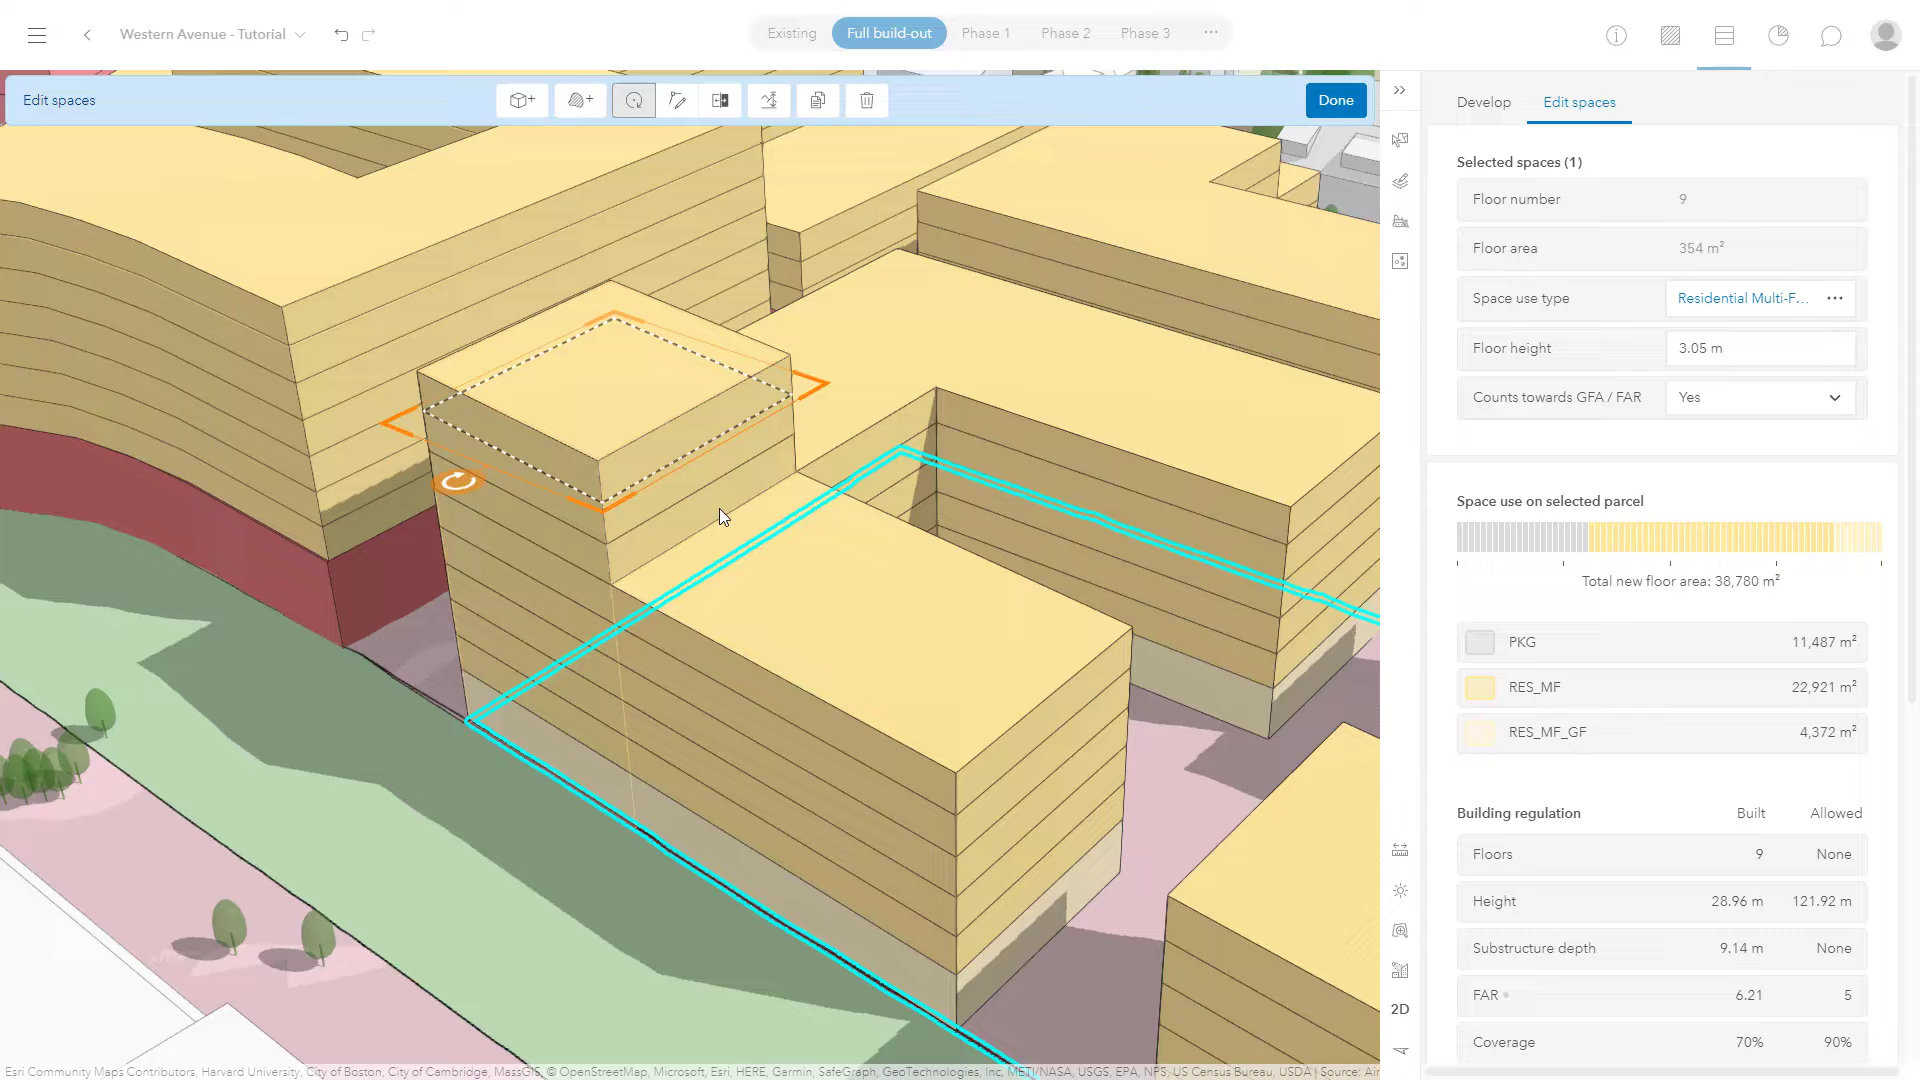 Western Avenue - Tutorial
Existing
Full build-out
Phase 1
Phase 2
Phase 3
Edit spaces
Done
Develop
Edit spaces
Selected spaces (1)
Floor number 9
Floor area 354 m²
Space use type Residential Multi-F...
Floor height 3.05 m
Counts towards GFA / FAR Yes
Space use on selected parcel
Total new floor area: 38,780 m²
PKG 11,487 m²
RES_MF 22,921 m²
RES_MF_GF 4,372 m²
Building regulation Built Allowed
Floors 9 None
Height 28.96 m 121.92 m
Substructure depth 9.14 m None
FAR 6.21 5
Coverage 70% 90%
2D
Esri Community Maps Contributors, Harvard University, City of Boston, City of Cambridge, MassGIS, © OpenStreetMap, Microsoft, Esri, HERE, Garmin, SafeGraph, GeoTechnologies, Inc, METI/NASA, USGS, EPA, NPS, US Census Bureau, USDA | Source: Air